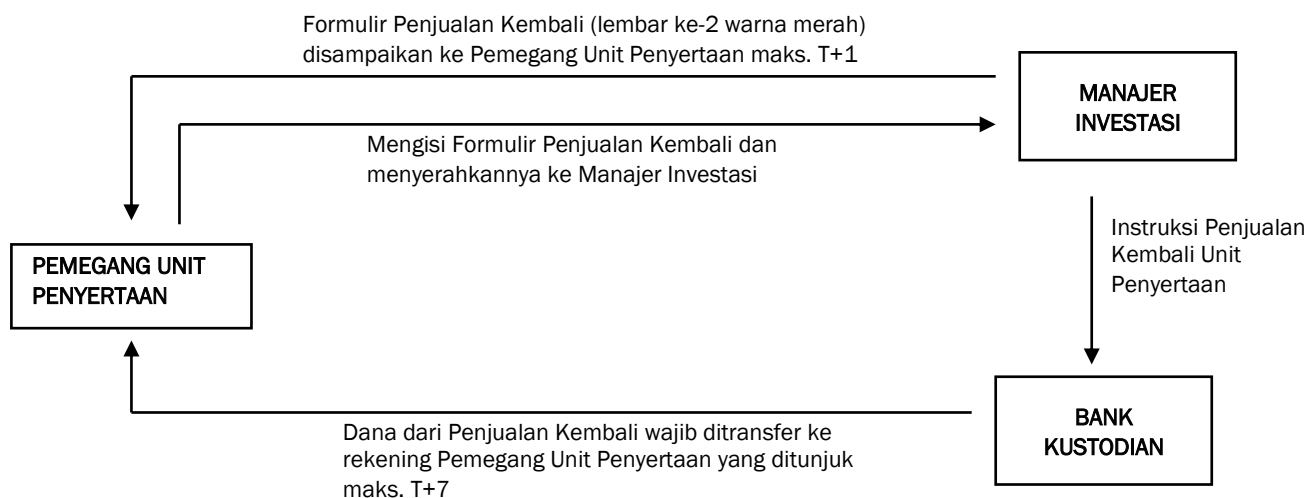 Formulir Penjualan Kembali (lembar ke-2 warna merah)
disampaikan ke Pemegang Unit Penyertaan maks. T+1
MANAJER
INVESTASI
Mengisi Formulir Penjualan Kembali dan
menyerahkannya ke Manajer Investasi
Instruksi Penjualan
Kembali Unit
Penyertaan
PEMEGANG UNIT
PENYERTAAN
BANK
KUSTODIAN
Dana dari Penjualan Kembali wajib ditransfer ke
rekening Pemegang Unit Penyertaan yang ditunjuk
maks. T+7